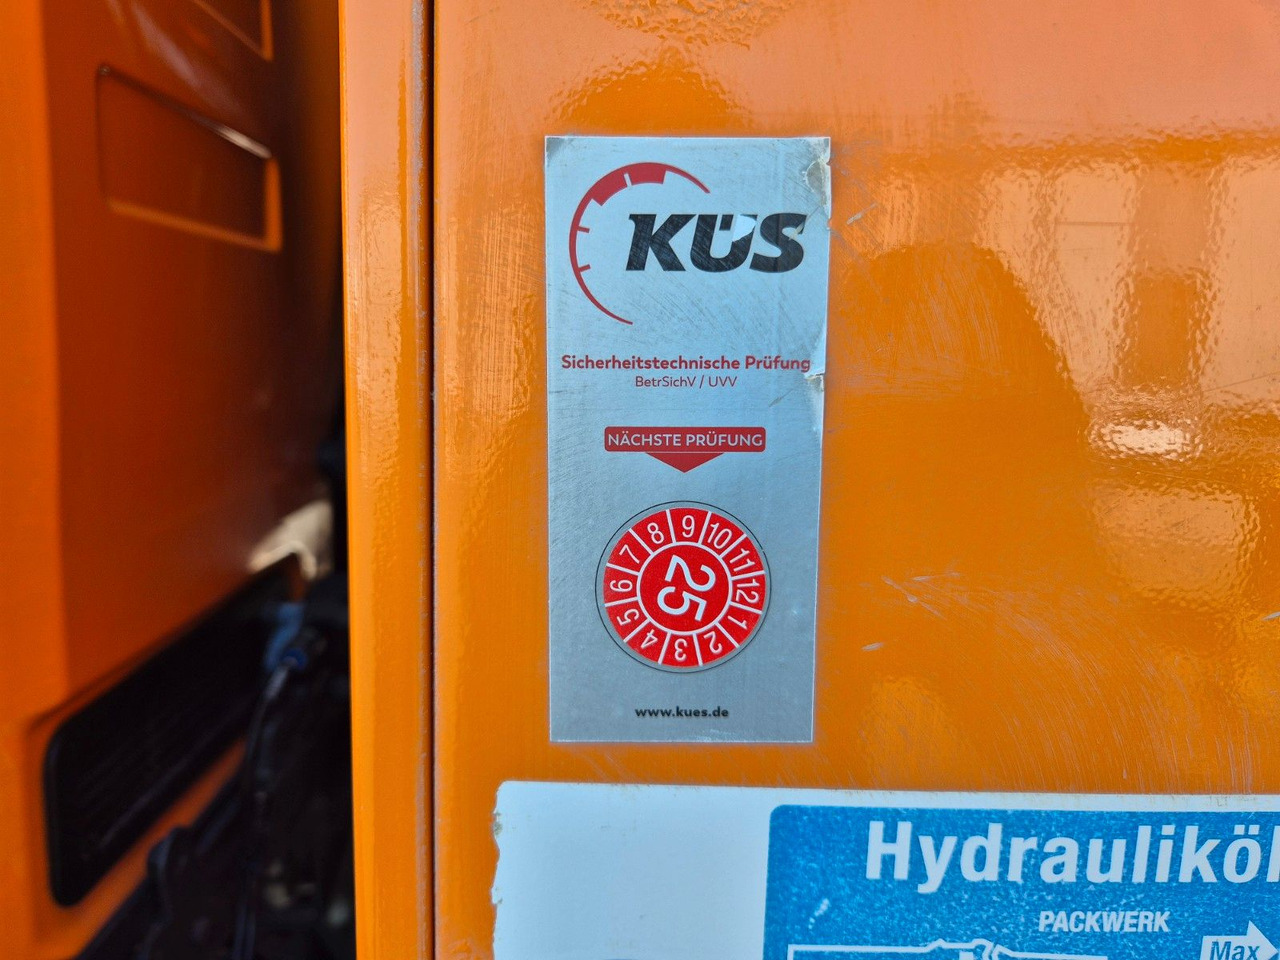 KÜS
Sicherheitstechnische Prüfung
BetrSichV / UVV
NÄCHSTE PRÜFUNG
1 2 3 4 5 6 7 8 9 10 11 12
25
www.kues.de
Hydrauliköl
PACKWERK
Max